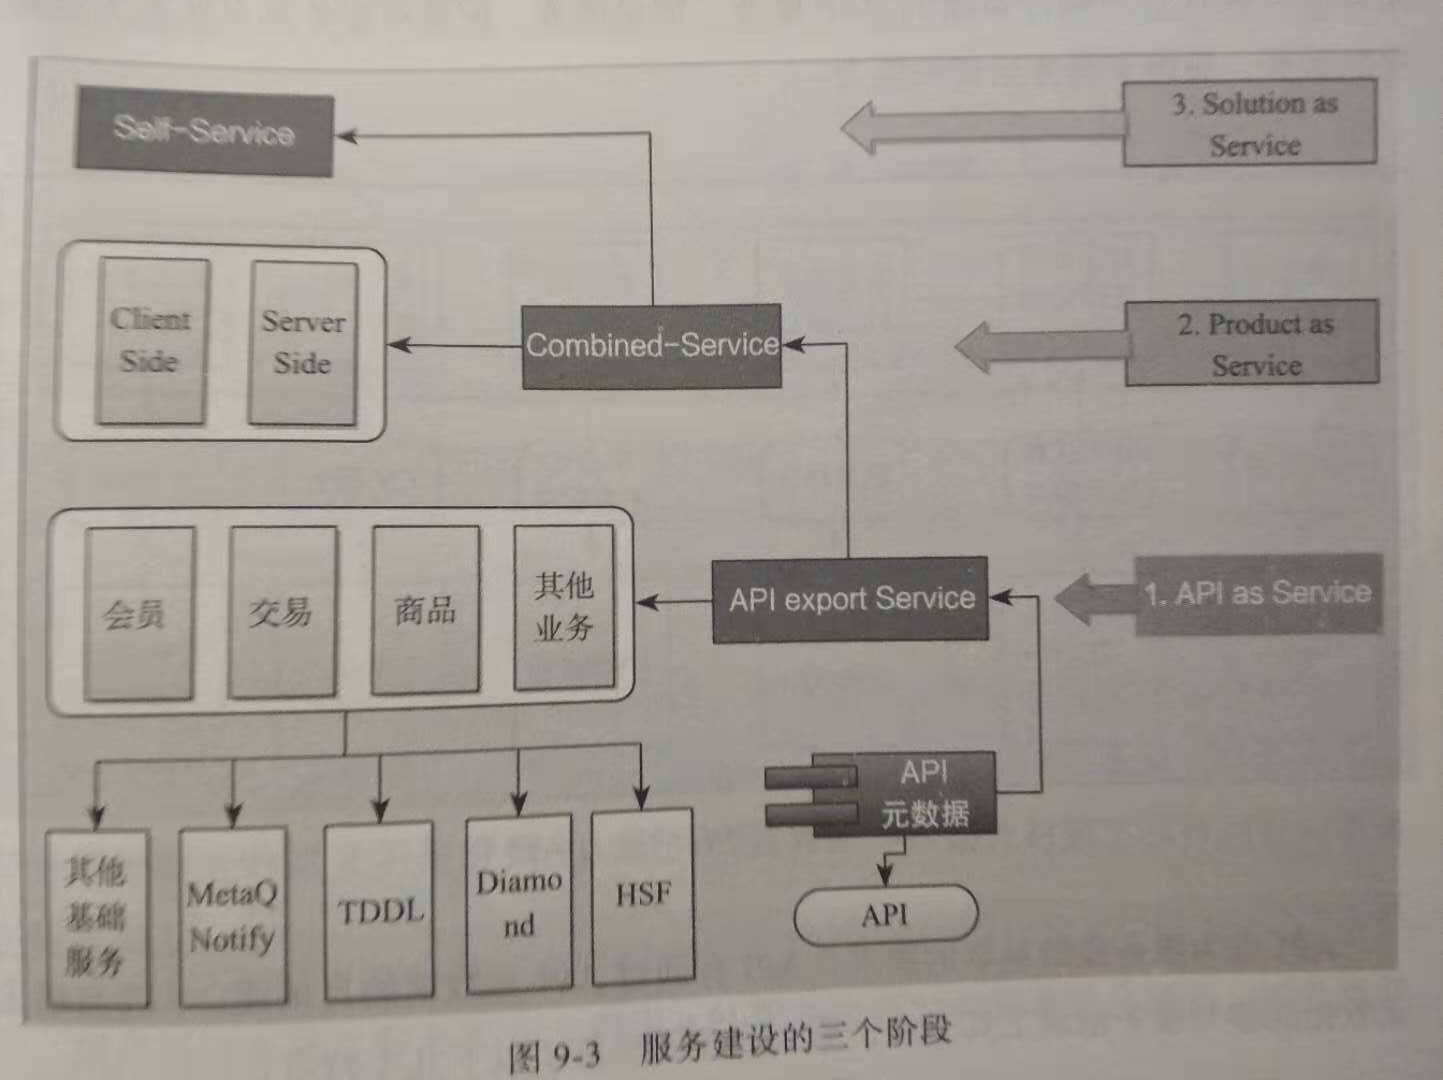 Self-Service
3. Solution as
Service
Client
Side
Server
Side
Combined-Service
2. Product as
Service
会员
交易
商品
其他
业务
API export Service
1. API as Service
API
元数据
API
其他
基础
服务
MetaQ
Notify
TDDL
Diamo
nd
HSF
图 9-3 服务建设的三个阶段